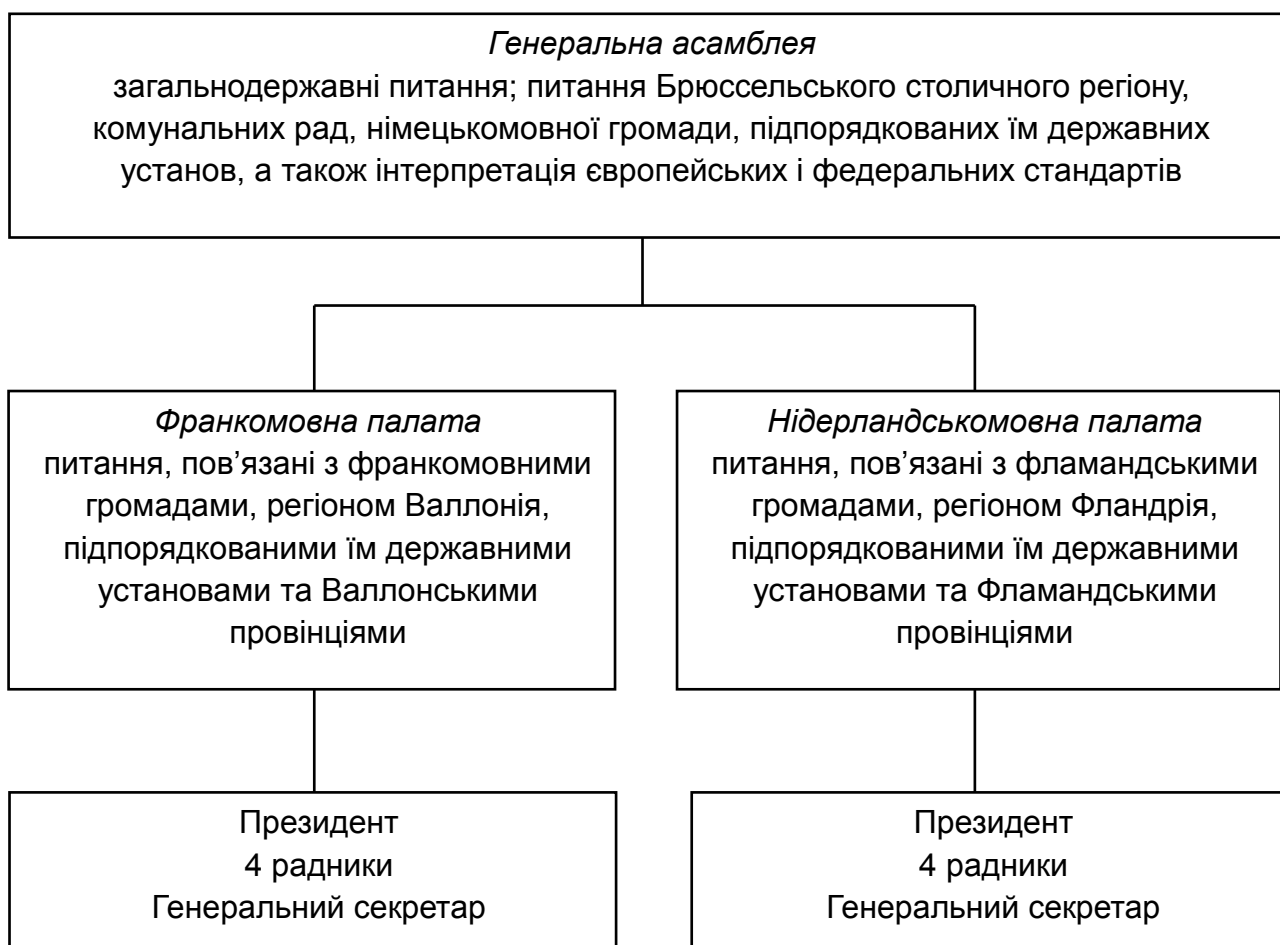 Генеральна асамблея
загальнодержавні питання; питання Брюссельського столичного регіону,
комунальних рад, німецькомовної громади, підпорядкованих їм державних
установ, а також інтерпретація європейських і федеральних стандартів
Франкомовна палата
питання, пов’язані з франкомовними
громадами, регіоном Валлонія,
підпорядкованими їм державними
установами та Валлонськими
провінціями
Нідерландськомовна палата
питання, пов’язані з фламандськими
громадами, регіоном Фландрія,
підпорядкованими їм державними
установами та Фламандськими
провінціями
Президент
4 радники
Генеральний секретар
Президент
4 радники
Генеральний секретар